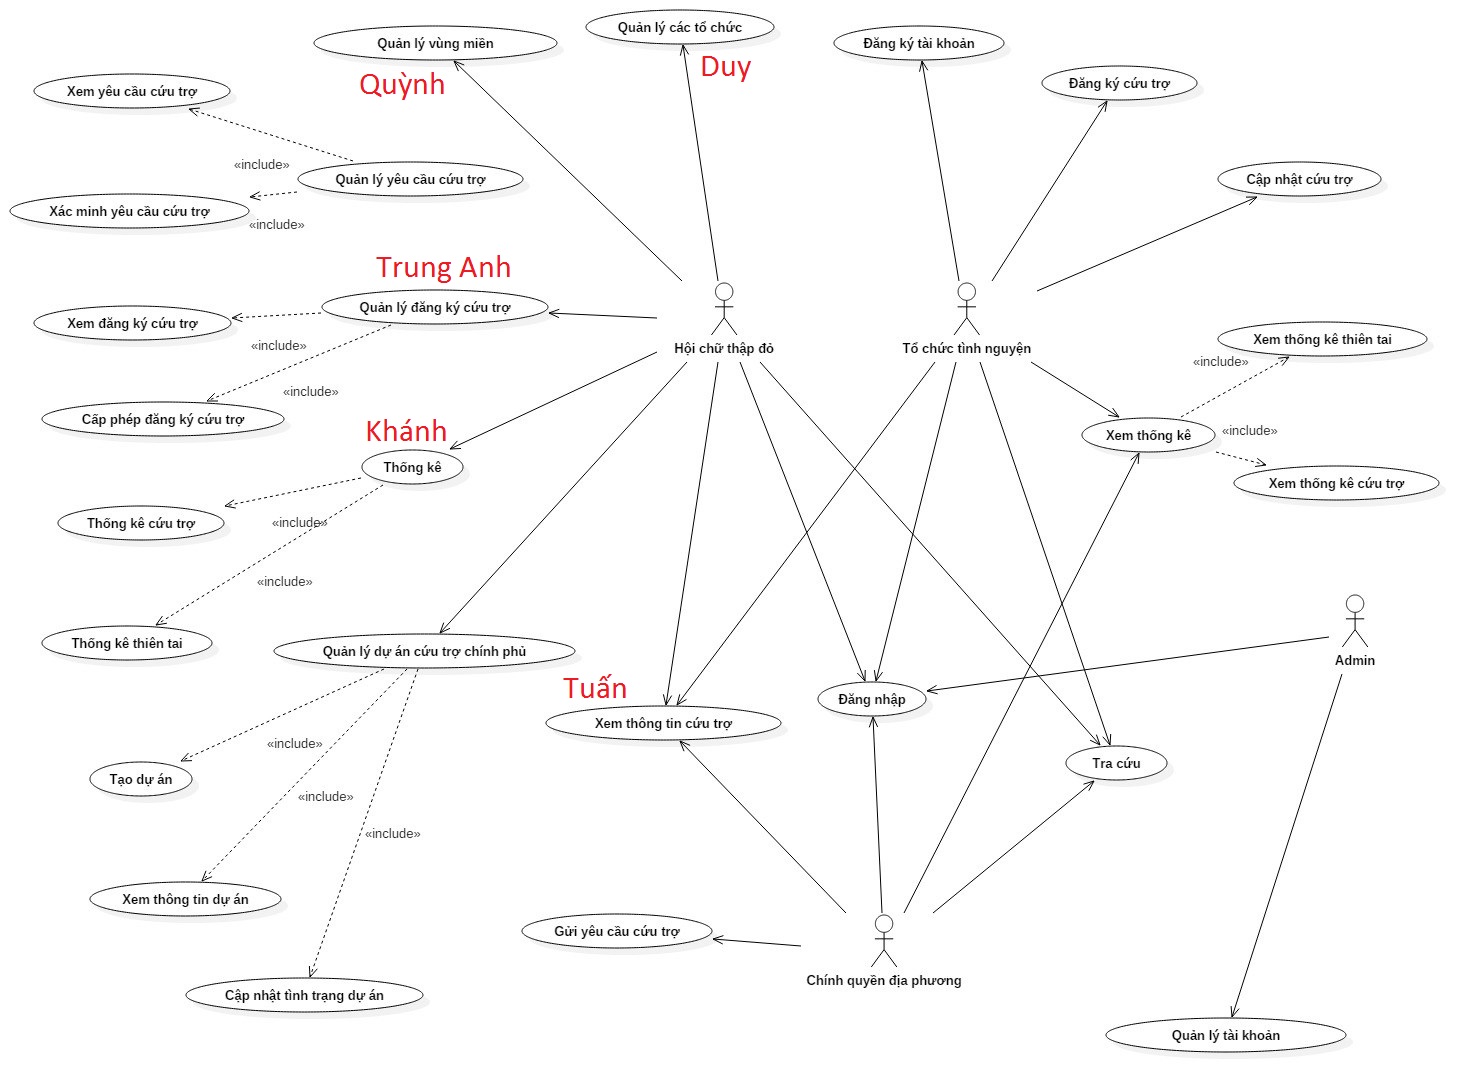 Quản lý vùng miền
Quản lý các tổ chức
Đăng ký tài khoản
Quỳnh
Duy
Xem yêu cầu cứu trợ
Đăng ký cứu trợ
«include»
Quản lý yêu cầu cứu trợ
Cập nhật cứu trợ
Xác minh yêu cầu cứu trợ
«include»
Trung Anh
Quản lý đăng ký cứu trợ
Xem đăng ký cứu trợ
«include»
Hội chữ thập đỏ
Tổ chức tình nguyện
Xem thống kê thiên tai
«include»
«include»
Cấp phép đăng ký cứu trợ
Khánh
Xem thống kê
«include»
Thống kê
Xem thống kê cứu trợ
Thống kê cứu trợ
«include»
«include»
Thống kê thiên tai
Quản lý dự án cứu trợ chính phủ
Admin
Tuấn
Đăng nhập
Xem thông tin cứu trợ
«include»
Tra cứu
Tạo dự án
«include»
«include»
Xem thông tin dự án
Gửi yêu cầu cứu trợ
Chính quyền địa phương
Cập nhật tình trạng dự án
Quản lý tài khoản